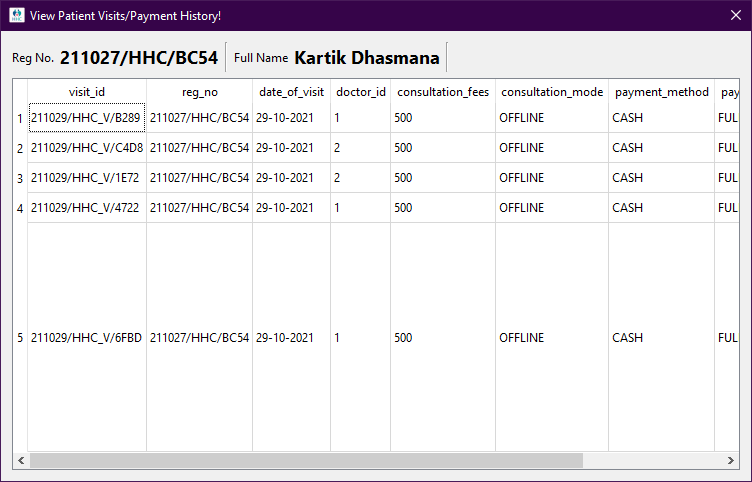 View Patient Visits/Payment History!
Reg No. 211027/HHC/BC54 Full Name Kartik Dhasmana
visit_id reg_no date_of_visit doctor_id consultation_fees consultation_mode payment_method pay
1 211029/HHC_V/B289 211027/HHC/BC54 29-10-2021 1 500 OFFLINE CASH FUL
2 211029/HHC_V/C4D8 211027/HHC/BC54 29-10-2021 2 500 OFFLINE CASH FUL
3 211029/HHC_V/1E72 211027/HHC/BC54 29-10-2021 2 500 OFFLINE CASH FUL
4 211029/HHC_V/4722 211027/HHC/BC54 29-10-2021 1 500 OFFLINE CASH FUL
5 211029/HHC_V/6FBD 211027/HHC/BC54 29-10-2021 1 500 OFFLINE CASH FUL